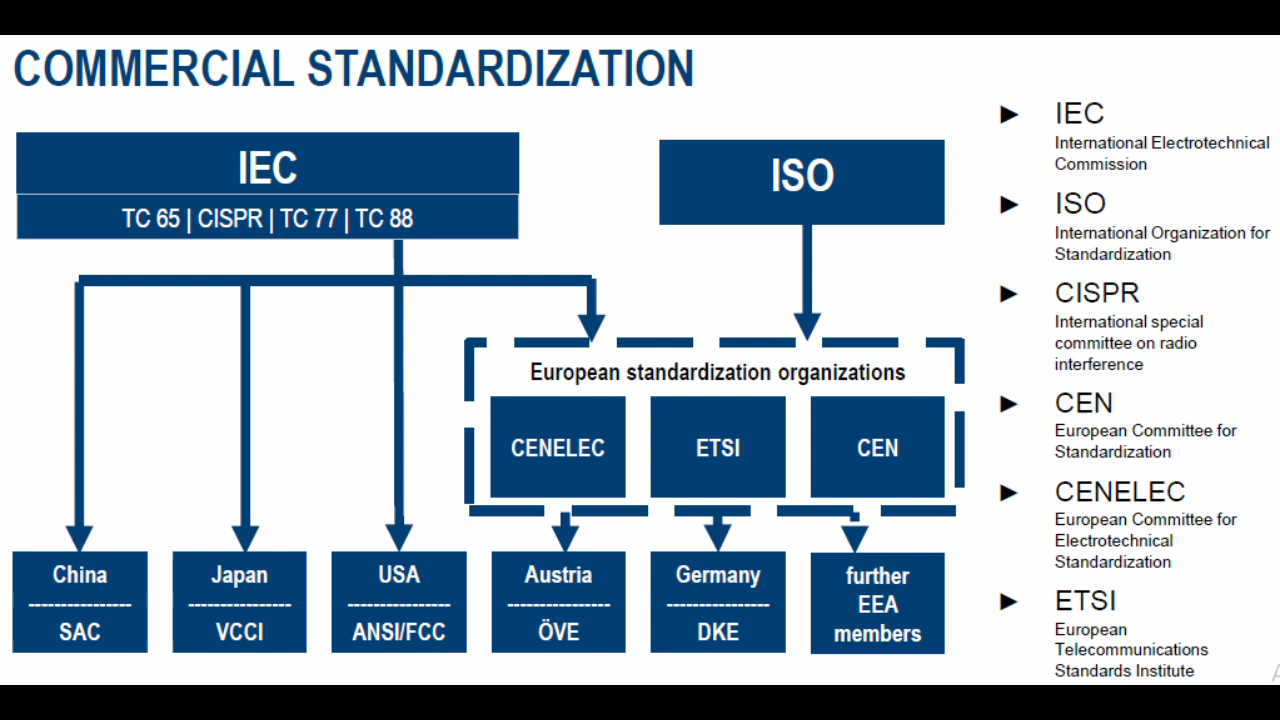 COMMERCIAL STANDARDIZATION
IEC
TC 65 | CISPR | TC 77 | TC 88
ISO
European standardization organizations
CENELEC
ETSI
CEN
China
----------------
SAC
Japan
----------------
VCCI
USA
----------------
ANSI/FCC
Austria
----------------
ÖVE
Germany
----------------
DKE
further
EEA
members
► IEC
International Electrotechnical
Commission
► ISO
International Organization for
Standardization
► CISPR
International special
committee on radio
interference
► CEN
European Committee for
Standardization
► CENELEC
European Committee for
Electrotechnical
Standardization
► ETSI
European
Telecommunications
Standards Institute